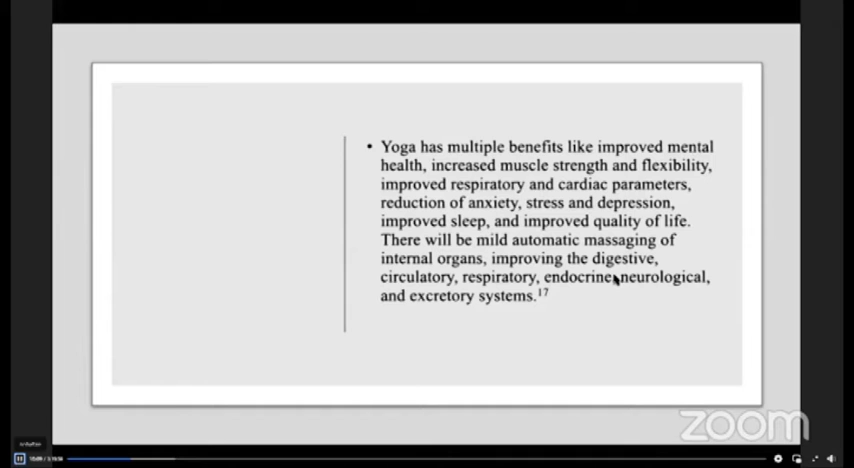 • Yoga has multiple benefits like improved mental
health, increased muscle strength and flexibility,
improved respiratory and cardiac parameters,
reduction of anxiety, stress and depression,
improved sleep, and improved quality of life.
There will be mild automatic massaging of
internal organs, improving the digestive,
circulatory, respiratory, endocrine, neurological,
and excretory systems.17
zoom